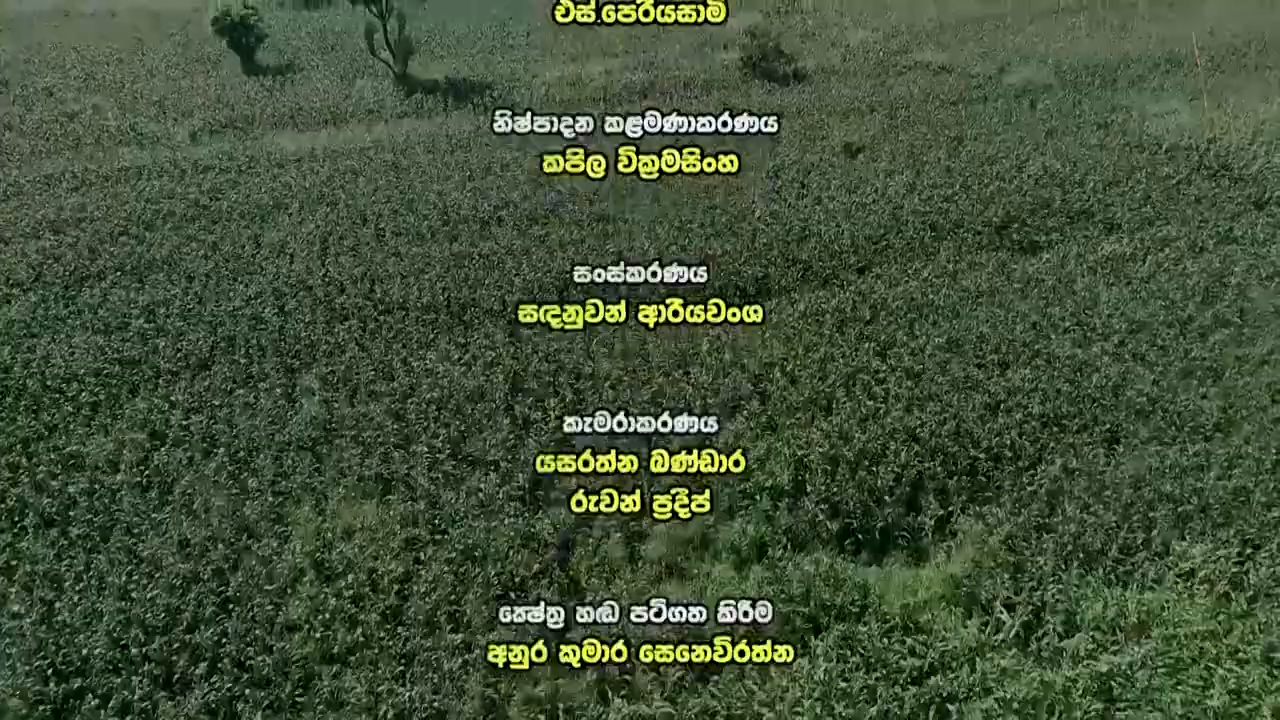 එස්.පෙරියසාමි
නිෂ්පාදන කළමණාකරණය
කපිල වික්‍රමසිංහ
සංස්කරණය
සඳනුවන් ආරියවංශ
කැමරාකරණය
යසරත්න බණ්ඩාර
රුවන් ප්‍රදීප්
ක්‍ෂේත්‍ර හඬ පටිගත කිරීම
අනුර කුමාර සෙනෙවිරත්න